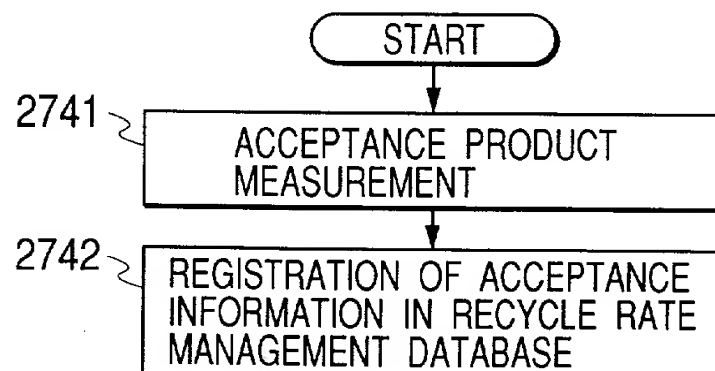 START
2741
ACCEPTANCE PRODUCT
MEASUREMENT
2742
REGISTRATION OF ACCEPTANCE
INFORMATION IN RECYCLE RATE
MANAGEMENT DATABASE